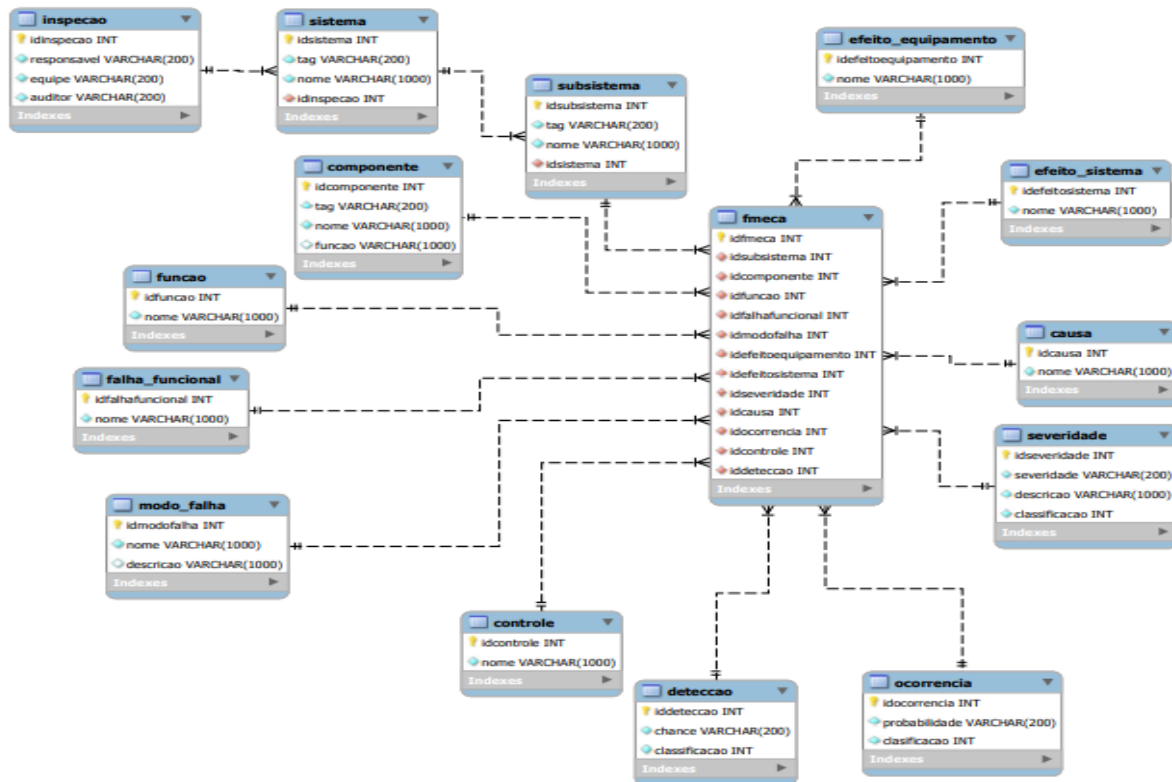 inspecao
idinspecao INT
responsavel VARCHAR(200)
equipe VARCHAR(200)
auditor VARCHAR(200)
Indexes
sistema
idsistema INT
tag VARCHAR(200)
nome VARCHAR(1000)
idinspecao INT
Indexes
subsistema
idsubsistema INT
tag VARCHAR(200)
nome VARCHAR(1000)
idsistema INT
Indexes
efeito_equipamento
idefeitoequipamento INT
nome VARCHAR(1000)
Indexes
componente
idcomponente INT
tag VARCHAR(200)
nome VARCHAR(1000)
funcao VARCHAR(1000)
Indexes
efeito_sistema
idefeitosistema INT
nome VARCHAR(1000)
Indexes
fmeca
idfmeca INT
idsubsistema INT
idcomponente INT
idfuncao INT
idfalhafuncional INT
idmodofalha INT
idefeitoequipamento INT
idefeitosistema INT
idseveridade INT
idcausa INT
idocorrencia INT
idcontrole INT
iddeteccao INT
Indexes
funcao
idfuncao INT
nome VARCHAR(1000)
Indexes
causa
idcausa INT
nome VARCHAR(1000)
Indexes
falha_funcional
idfalhafuncional INT
nome VARCHAR(1000)
Indexes
severidade
idseveridade INT
severidade VARCHAR(200)
descricao VARCHAR(1000)
classificacao INT
Indexes
modo_falha
idmodofalha INT
nome VARCHAR(1000)
descricao VARCHAR(1000)
Indexes
controle
idcontrole INT
nome VARCHAR(1000)
Indexes
deteccao
iddeteccao INT
chance VARCHAR(200)
classificacao INT
Indexes
ocorrencia
idocorrencia INT
probabilidade VARCHAR(200)
clasificacao INT
Indexes